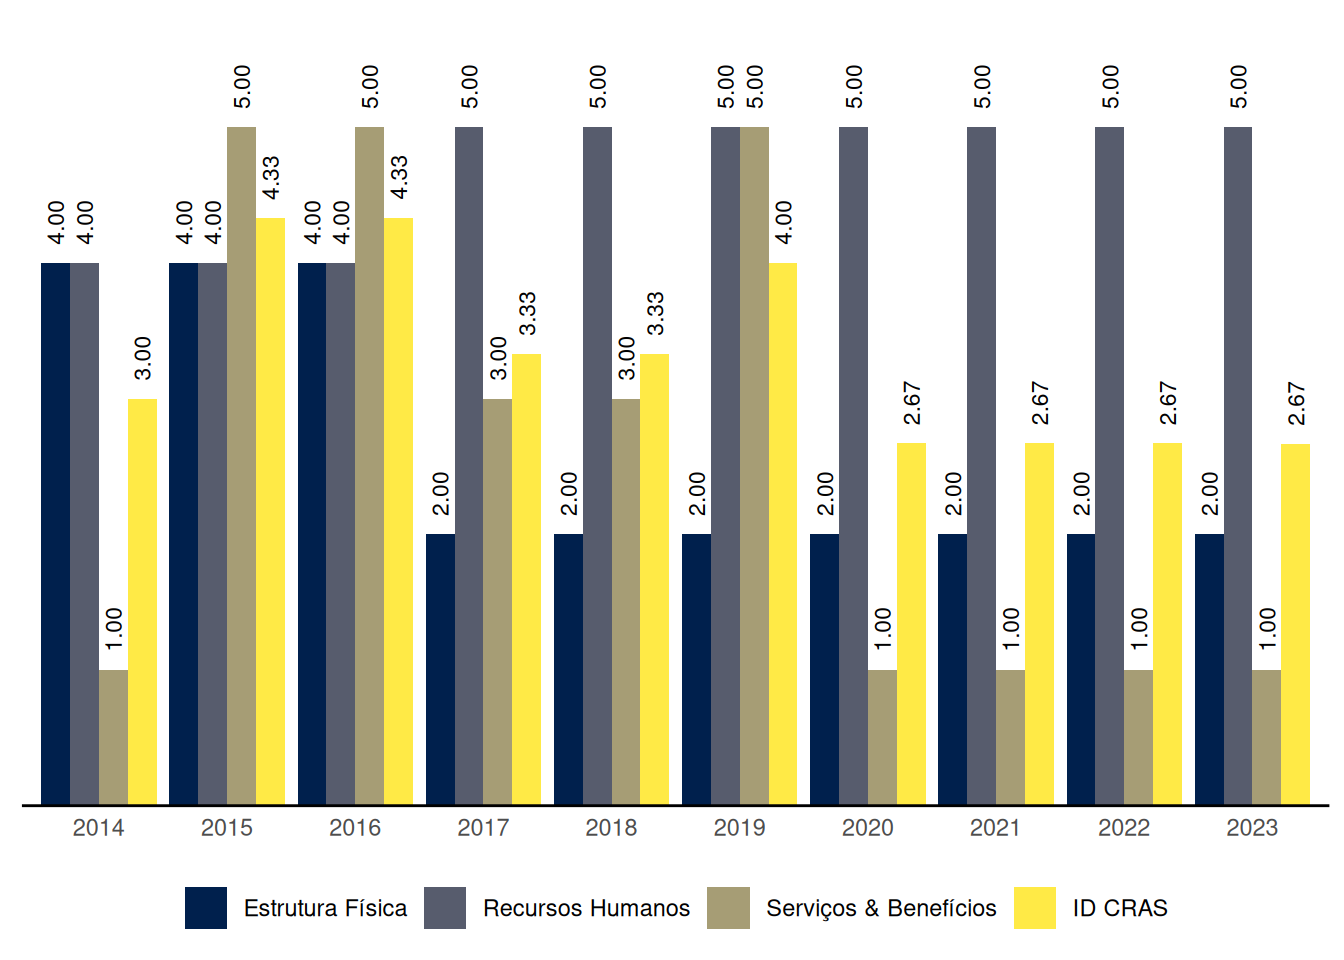 5.00 5.00 5.00 5.00 5.00 5.00 5.00 5.00 5.00 5.00
4.33 4.33
4.00 4.00 4.00 4.00 4.00 4.00 4.00
3.00 3.00 3.33 3.00 3.33
2.67 2.67 2.67 2.67
2.00 2.00 2.00 2.00 2.00 2.00 2.00
1.00 1.00 1.00 1.00 1.00
2014 2015 2016 2017 2018 2019 2020 2021 2022 2023
Estrutura Física Recursos Humanos Serviços & Benefícios ID CRAS